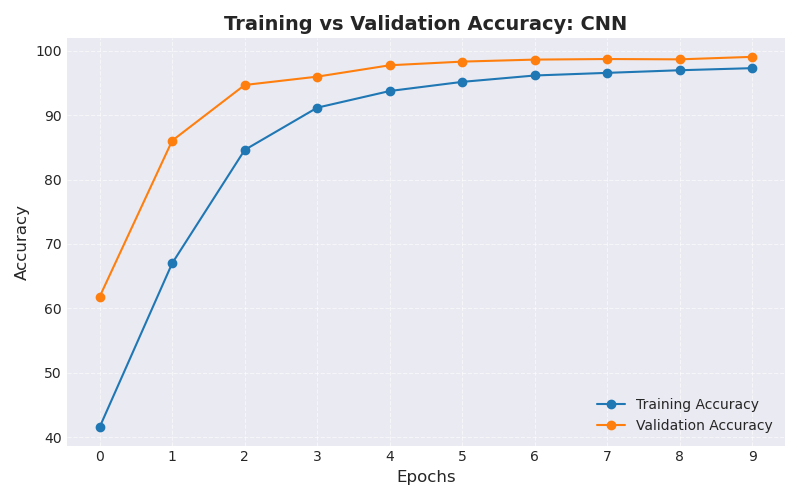 Training vs Validation Accuracy: CNN
100
90
80
70
60
50
40
Accuracy
0 1 2 3 4 5 6 7 8 9
Epochs
Training Accuracy
Validation Accuracy